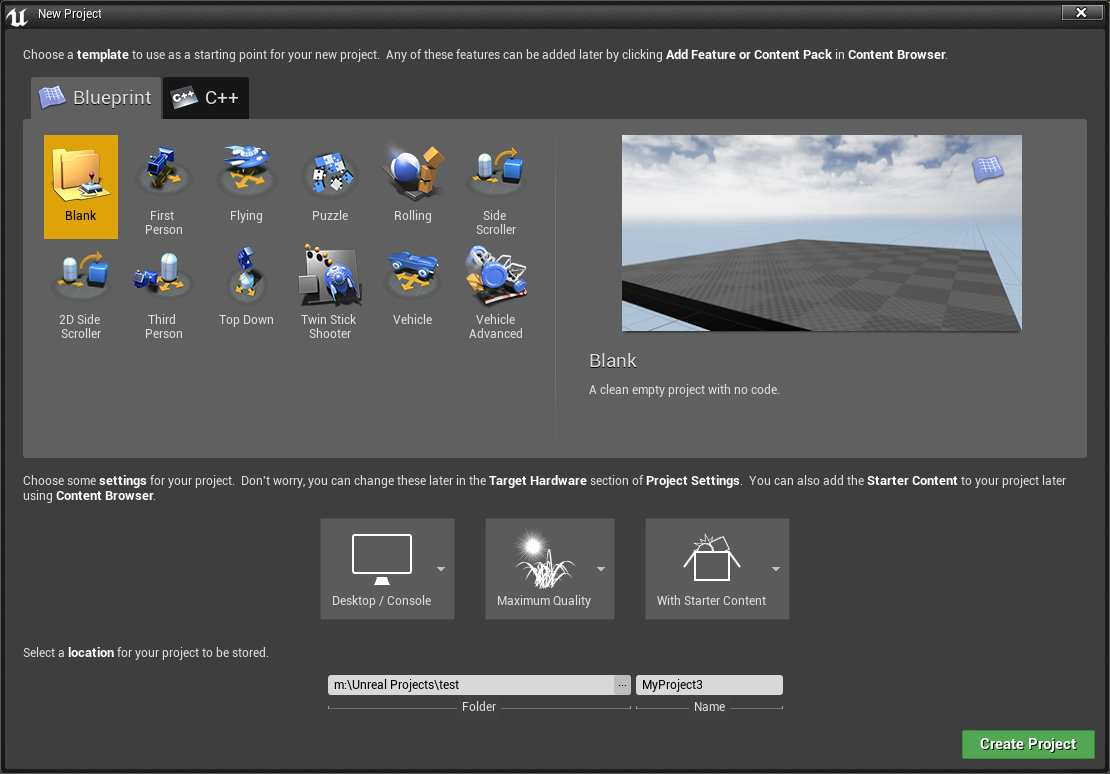 New Project
Choose a template to use as a starting point for your new project.  Any of these features can be added later by clicking Add Feature or Content Pack in Content Browser.
Blueprint
C++ C++
Blank
First
Person
Flying
Puzzle
Rolling
Side
Scroller
2D Side
Scroller
Third
Person
Top Down
Twin Stick
Shooter
Vehicle
Vehicle
Advanced
Blank
A clean empty project with no code.
Choose some settings for your project.  Don't worry, you can change these later in the Target Hardware section of Project Settings.  You can also add the Starter Content to your project later
using Content Browser.
Desktop / Console
Maximum Quality
With Starter Content
Select a location for your project to be stored.
m:\Unreal Projects\test
...
MyProject3
Folder
Name
Create Project